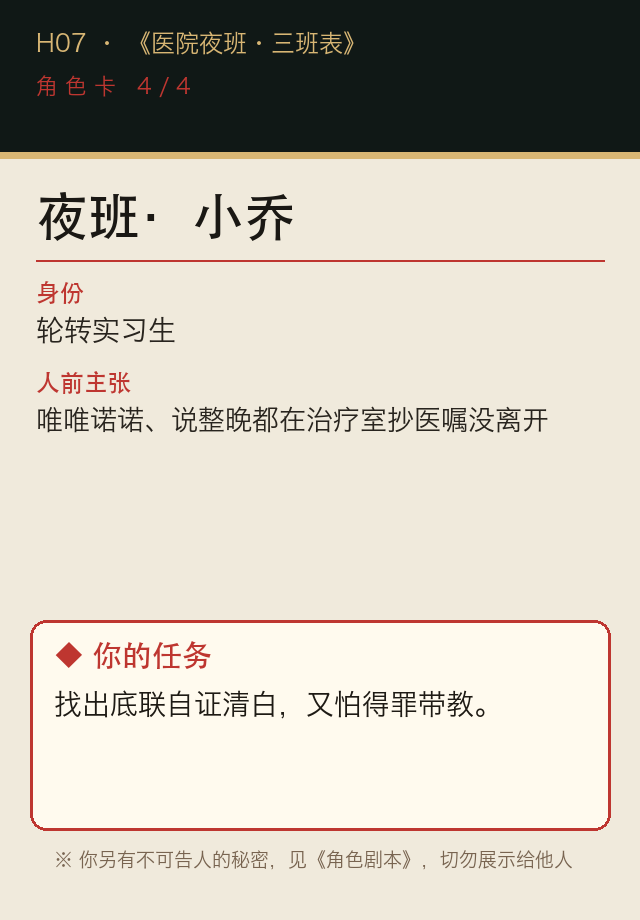 H07 · 《医院夜班·三班表》
角色卡 4/4
夜班· 小乔
身份
轮转实习生
人前主张
唯唯诺诺、说整晚都在治疗室抄医嘱没离开
◆ 你的任务
找出底联自证清白，又怕得罪带教。
※ 你另有不可告人的秘密，见《角色剧本》，切勿展示给他人